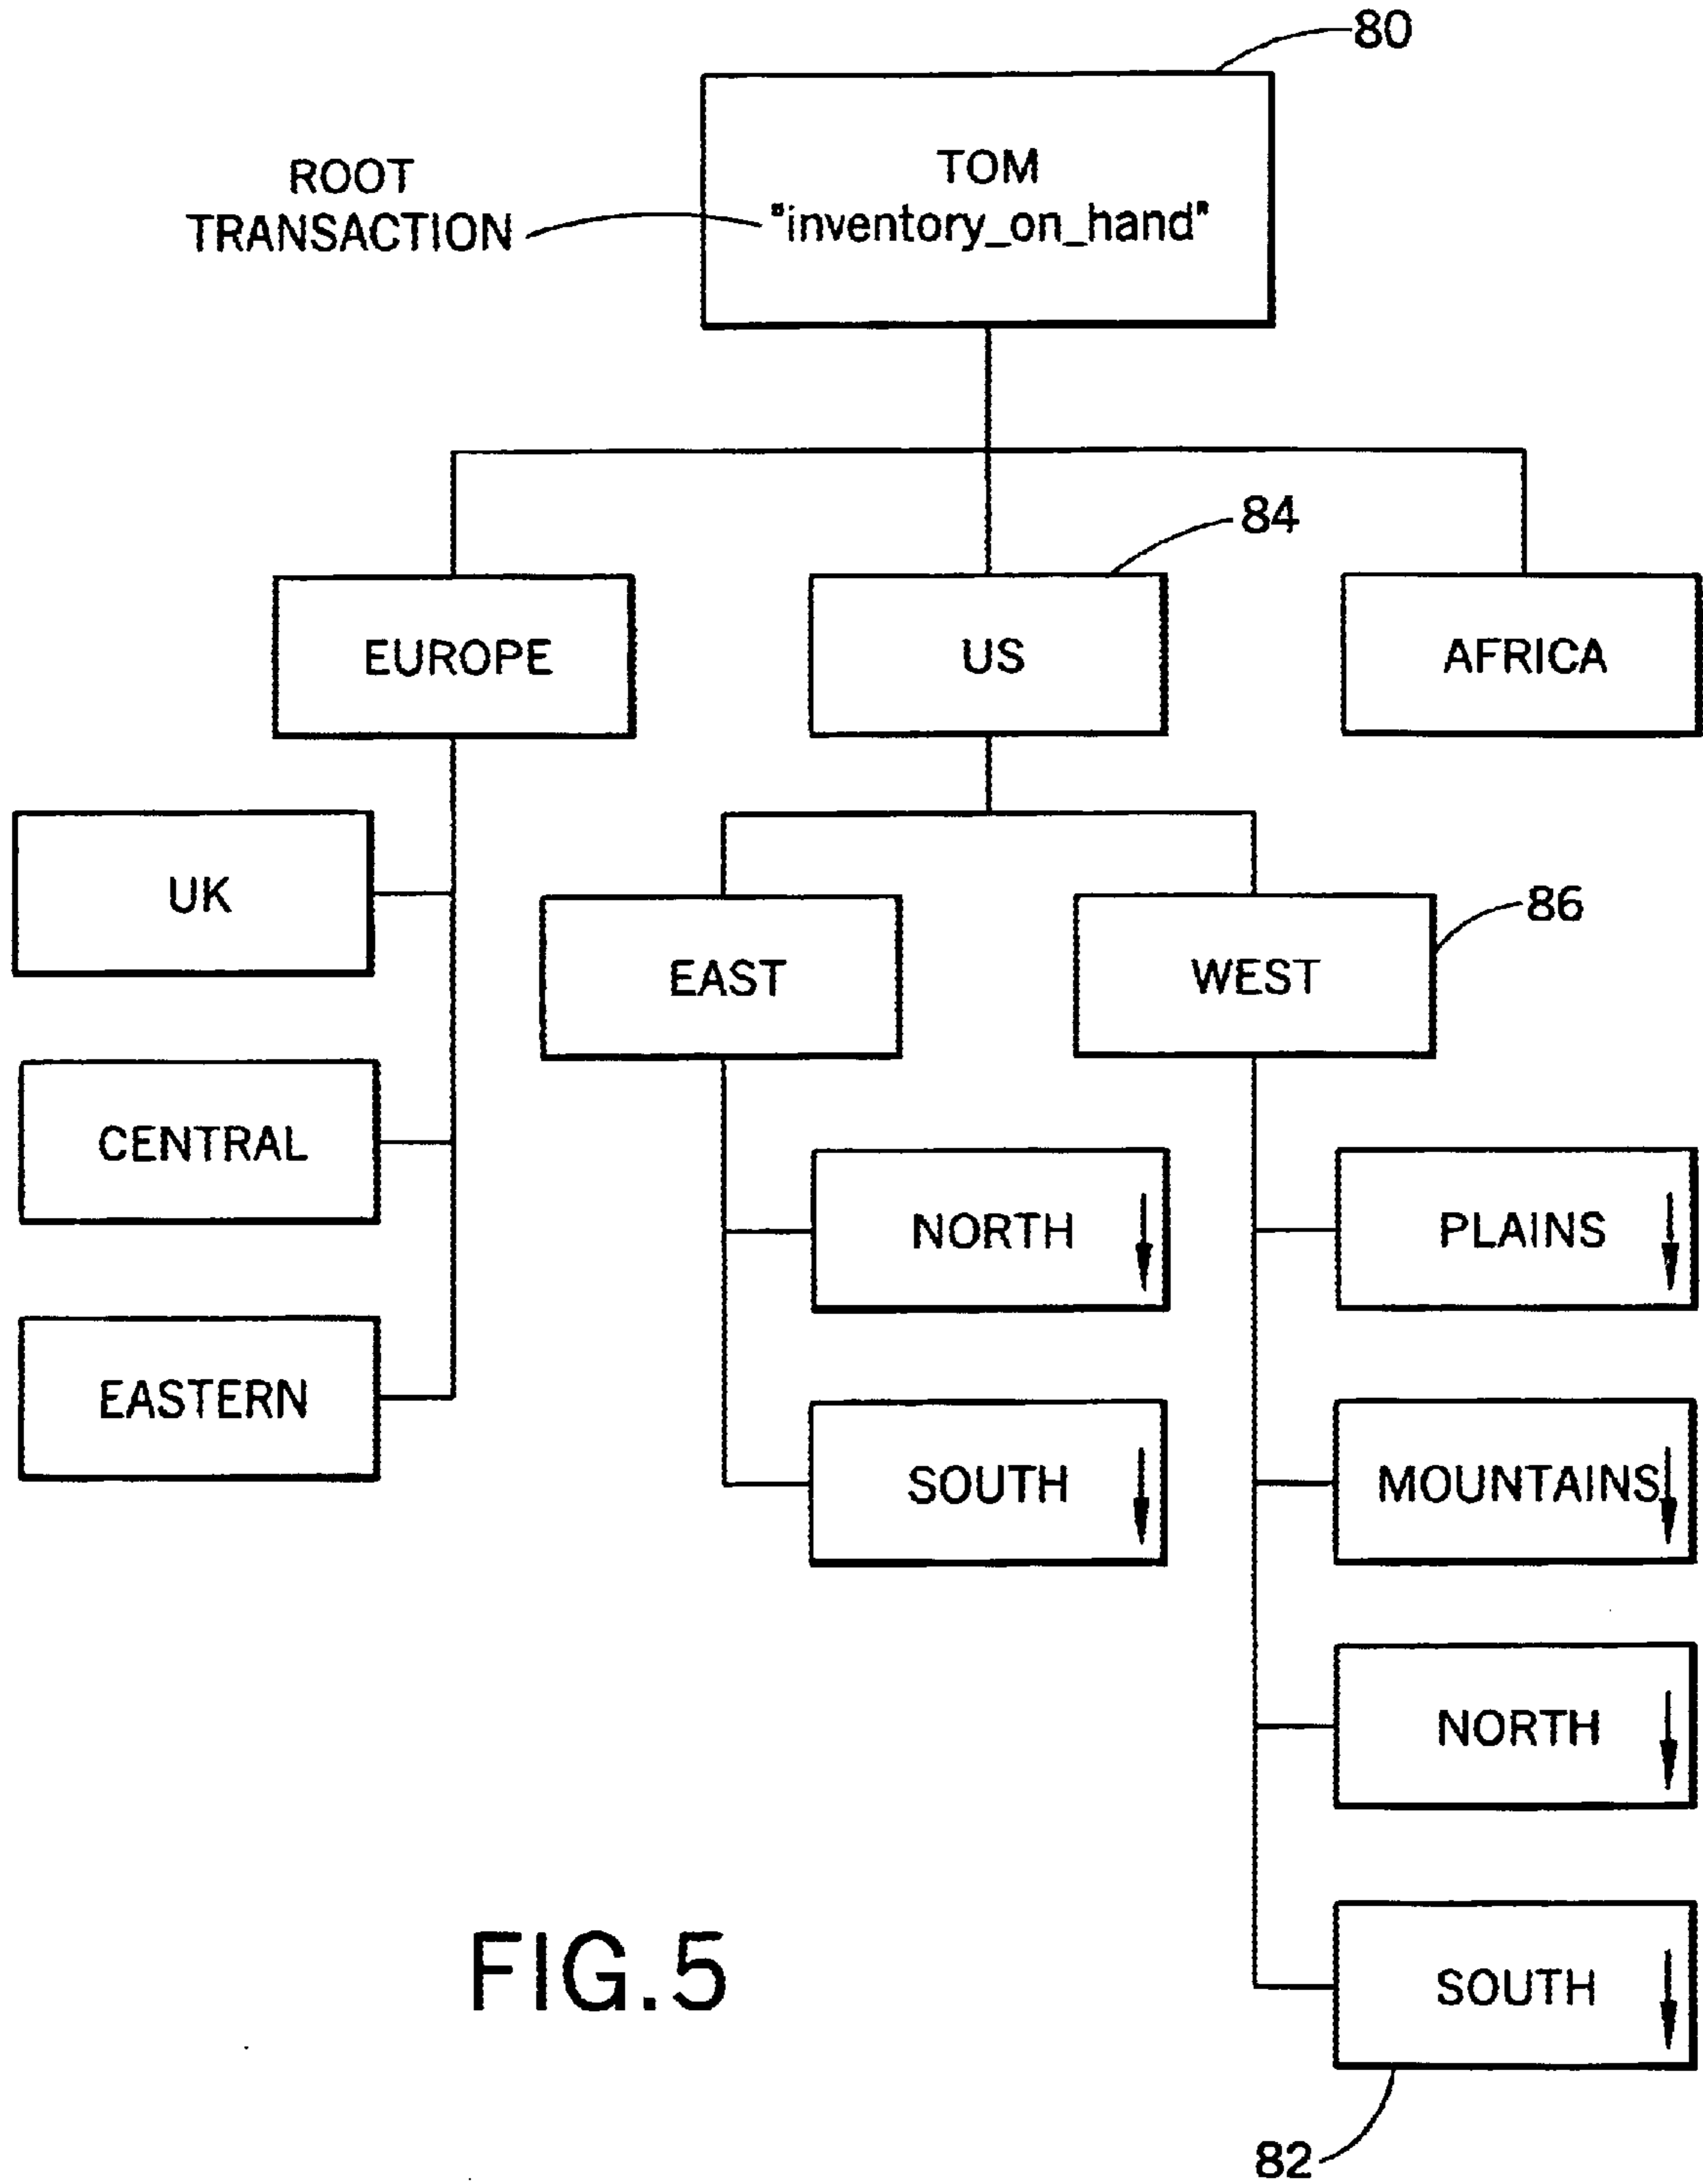 80
ROOT
TRANSACTION
TOM
"inventory_on_hand"
84
EUROPE
US
AFRICA
UK
86
EAST
WEST
CENTRAL
NORTH
PLAINS
EASTERN
SOUTH
MOUNTAINS
NORTH
FIG.5
SOUTH
82